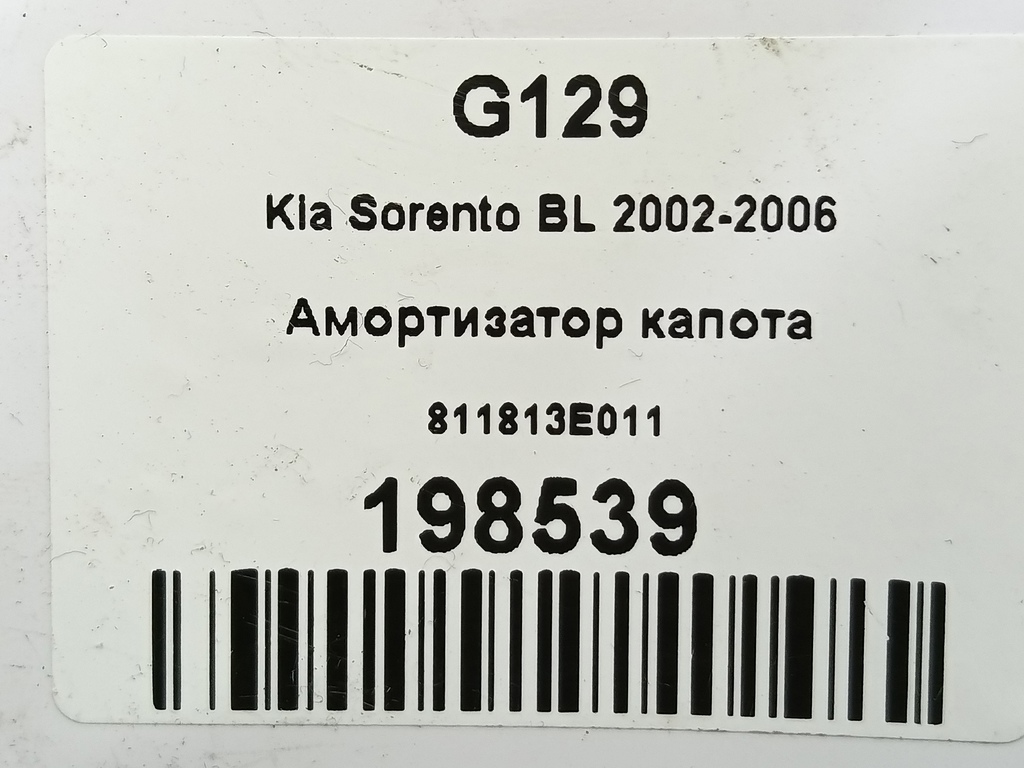 G129
Kia Sorento BL 2002-2006
Амортизатор капота
811813E011
198539